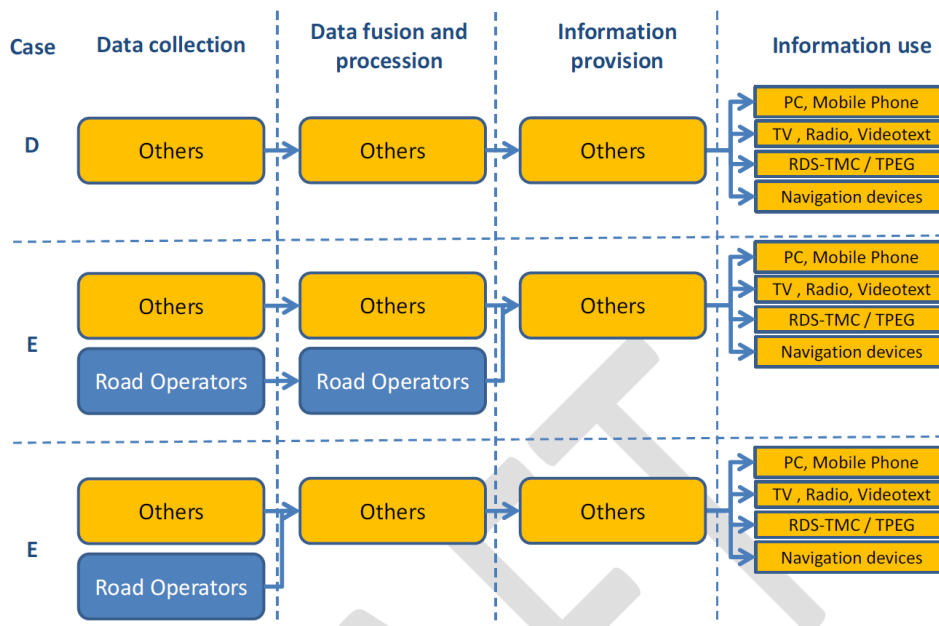 Case
Data collection
Data fusion and
procession
Information
provision
Information use
D
Others
Others
Others
PC, Mobile Phone
TV , Radio, Videotext
RDS-TMC / TPEG
Navigation devices
E
Others
Others
Others
Road Operators
Road Operators
PC, Mobile Phone
TV , Radio, Videotext
RDS-TMC / TPEG
Navigation devices
E
Others
Others
Others
Road Operators
PC, Mobile Phone
TV , Radio, Videotext
RDS-TMC / TPEG
Navigation devices